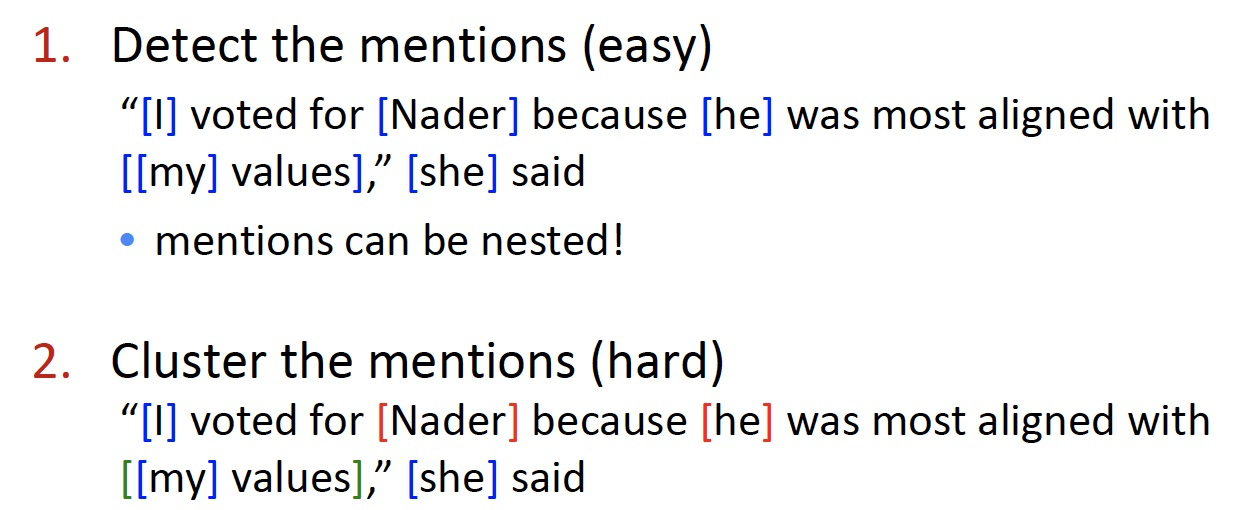 1. Detect the mentions (easy)
“[I] voted for [Nader] because [he] was most aligned with
[[my] values],” [she] said
• mentions can be nested!
2. Cluster the mentions (hard)
“[I] voted for [Nader] because [he] was most aligned with
[[my] values],” [she] said